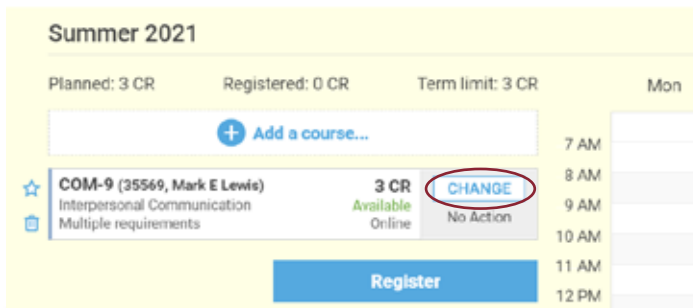 Summer 2021
Planned: 3 CR Registered: 0 CR Term limit: 3 CR
Mon
Add a course...
7 AM
COM-9 (35569, Mark E Lewis) 3 CR CHANGE
8 AM
Interpersonal Communication Available No Action
9 AM
Multiple requirements Online
10 AM
Register
11 AM
12 PM